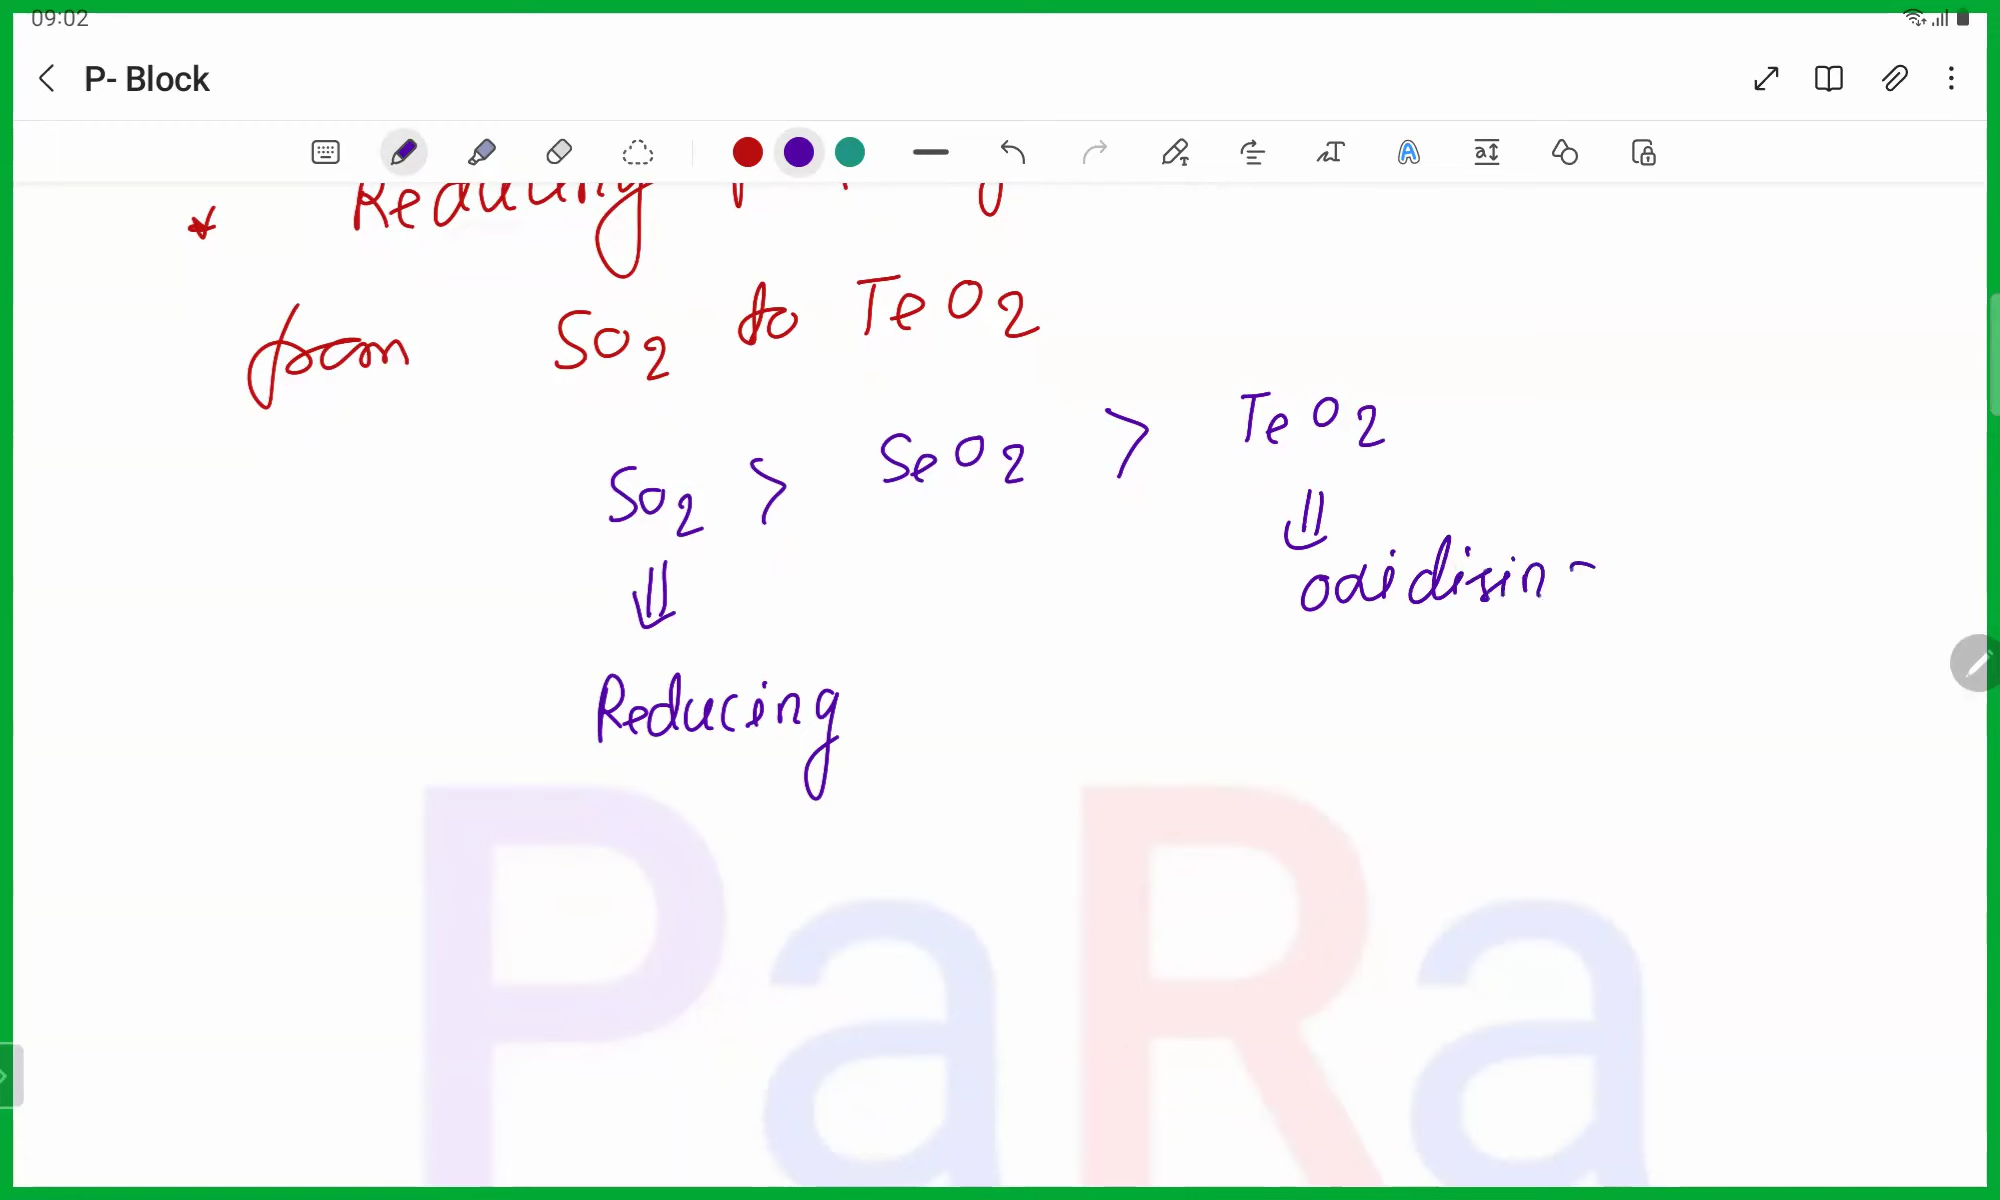 09:02
P- Block
* Reducing
from SO2 to TeO2
SO2 > SeO2 > TeO2
Reducing
oxidisin -
PaRa